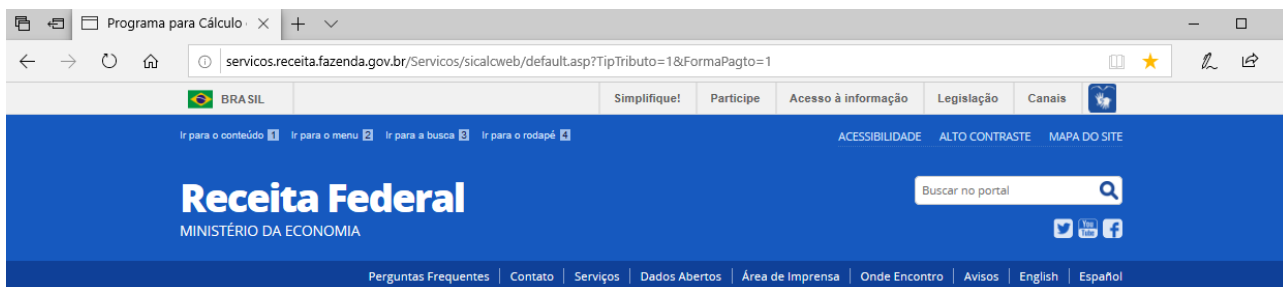 Programa para Cálculo
servicos.receita.fazenda.gov.br/Servicos/sicalcweb/default.asp?TipTributo=1&FormaPagto=1
BRASIL Simplifique! Participe Acesso à informação Legislação Canais
Ir para o conteúdo 1 Ir para o menu 2 Ir para a busca 3 Ir para o rodapé 4 ACESSIBILIDADE ALTO CONTRASTE MAPA DO SITE
Receita Federal Buscar no portal
MINISTÉRIO DA ECONOMIA You Tube
Perguntas Frequentes Contato Serviços Dados Abertos Área de Imprensa Onde Encontro Avisos English Español